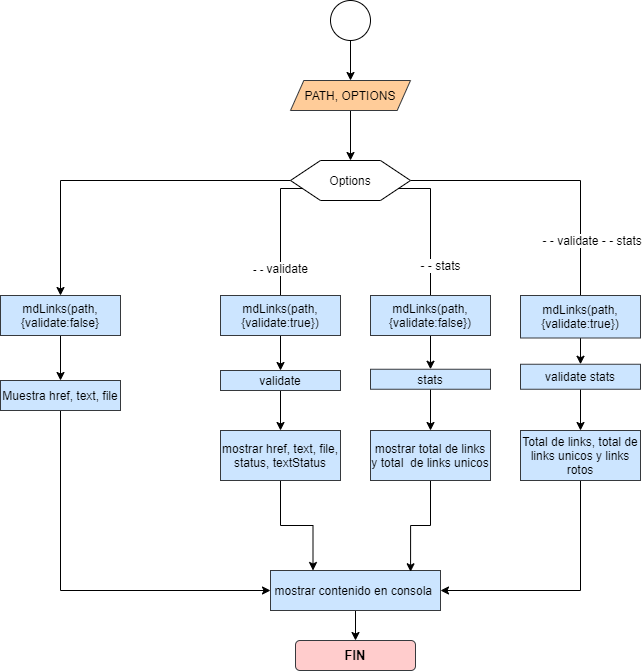 PATH, OPTIONS
Options
- - validate - - stats
- - validate
- - stats
mdLinks(path,
{validate:false}
mdLinks(path,
{validate:true})
mdLinks(path,
{validate:false})
mdLinks(path,
{validate:true})
Muestra href, text, file
validate
stats
validate stats
mostrar href, text, file,
status, textStatus
mostrar total de links
y total de links unicos
Total de links, total de
links unicos y links
rotos
mostrar contenido en consola
FIN